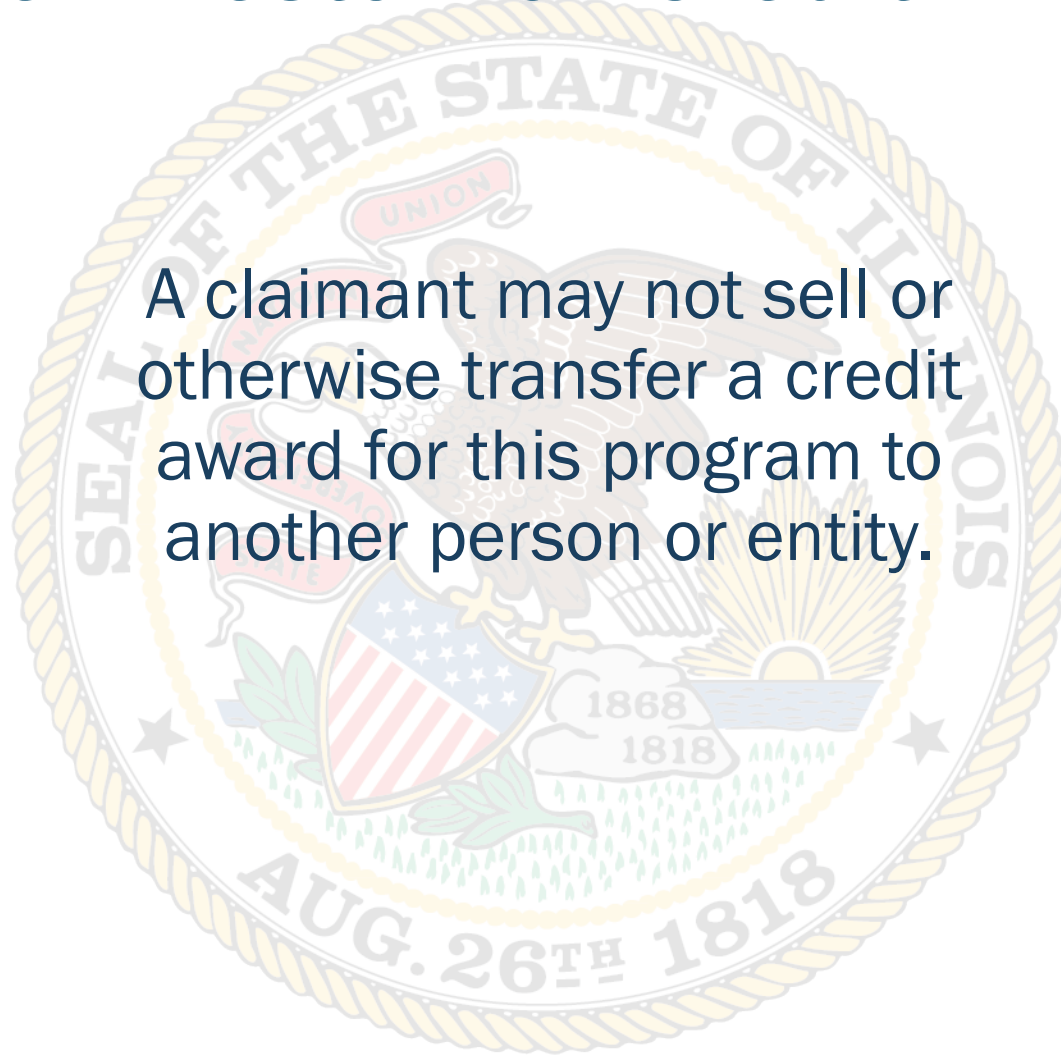 A claimant may not sell or
otherwise transfer a credit
award for this program to
another person or entity.
SEAL OF THE STATE OF ILLINOIS
UNION
STATE
1868
1818
AUG. 26TH 1818